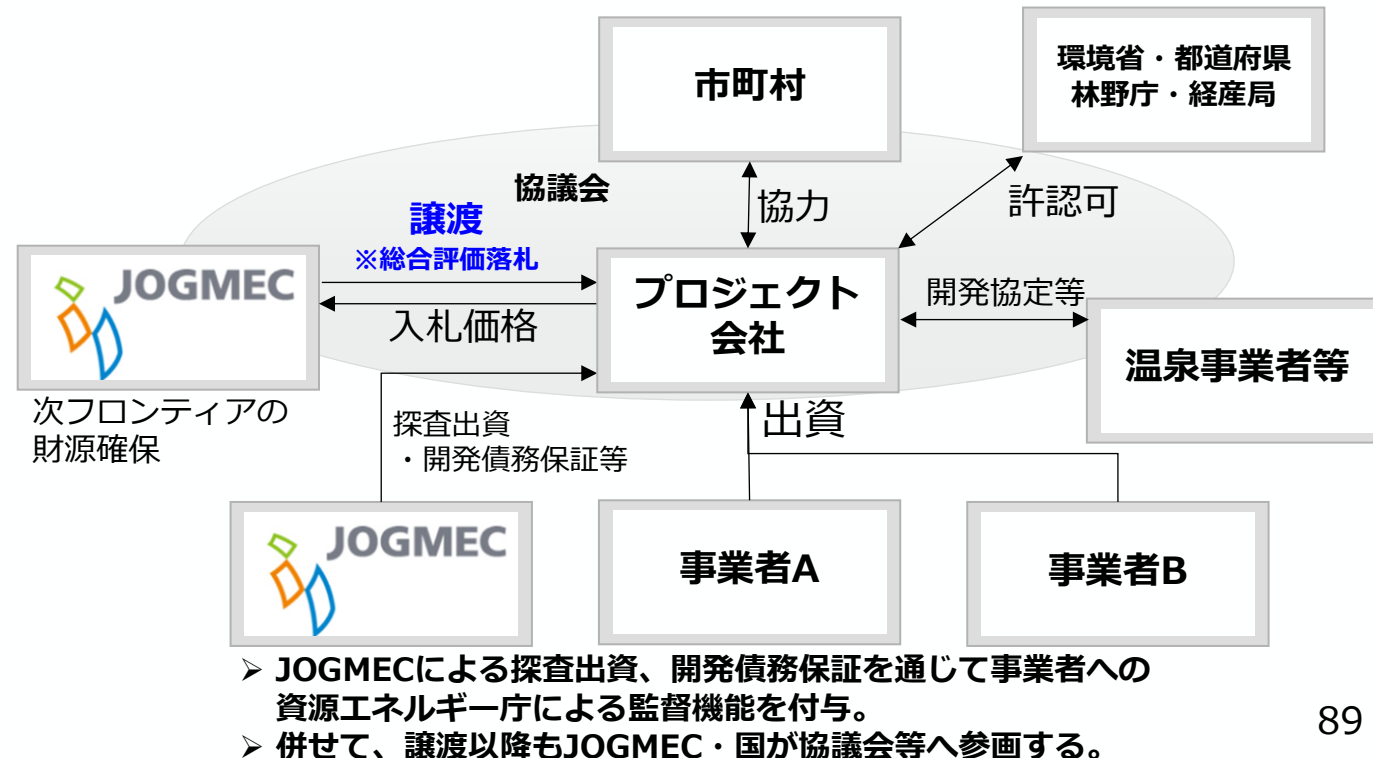 市町村
環境省・都道府県
林野庁・経産局
協議会
協力
許認可
譲渡
※総合評価落札
JOGMEC
入札価格
プロジェクト
会社
開発協定等
温泉事業者等
次フロンティアの
財源確保
探査出資
・開発債務保証等
出資
JOGMEC
事業者A
事業者B
➢ JOGMECによる探査出資、開発債務保証を通じて事業者への
資源エネルギー庁による監督機能を付与。
➢ 併せて、譲渡以降もJOGMEC・国が協議会等へ参画する。
89